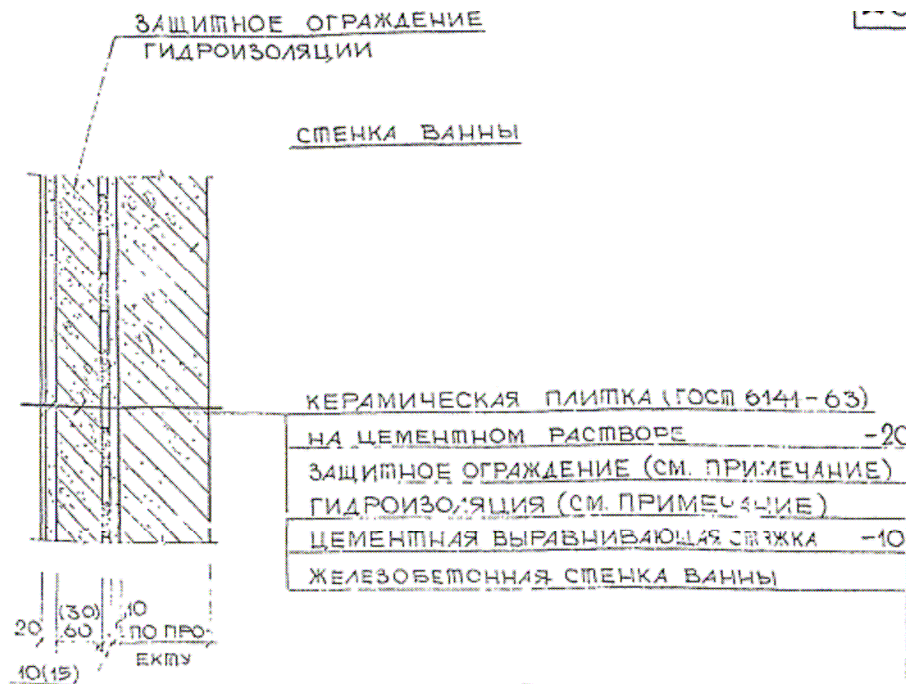 ЗАЩИТНОЕ ОГРАЖДЕНИЕ
ГИДРОИЗОЛЯЦИИ
СТЕНКА ВАННЫ
КЕРАМИЧЕСКАЯ ПЛИТКА (ГОСТ 6141-63)
НА ЦЕМЕНТНОМ РАСТВОРЕ -20
ЗАЩИТНОЕ ОГРАЖДЕНИЕ (СМ. ПРИМЕЧАНИЕ)
ГИДРОИЗОЛЯЦИЯ (СМ. ПРИМЕЧАНИЕ)
ЦЕМЕНТНАЯ ВЫРАВНИВАЮЩАЯ СТЯЖКА -10
ЖЕЛЕЗОБЕТОННАЯ СТЕНКА ВАННЫ
(30) 10
20 60 ПО ПРО-
ЕКТУ
10(15)